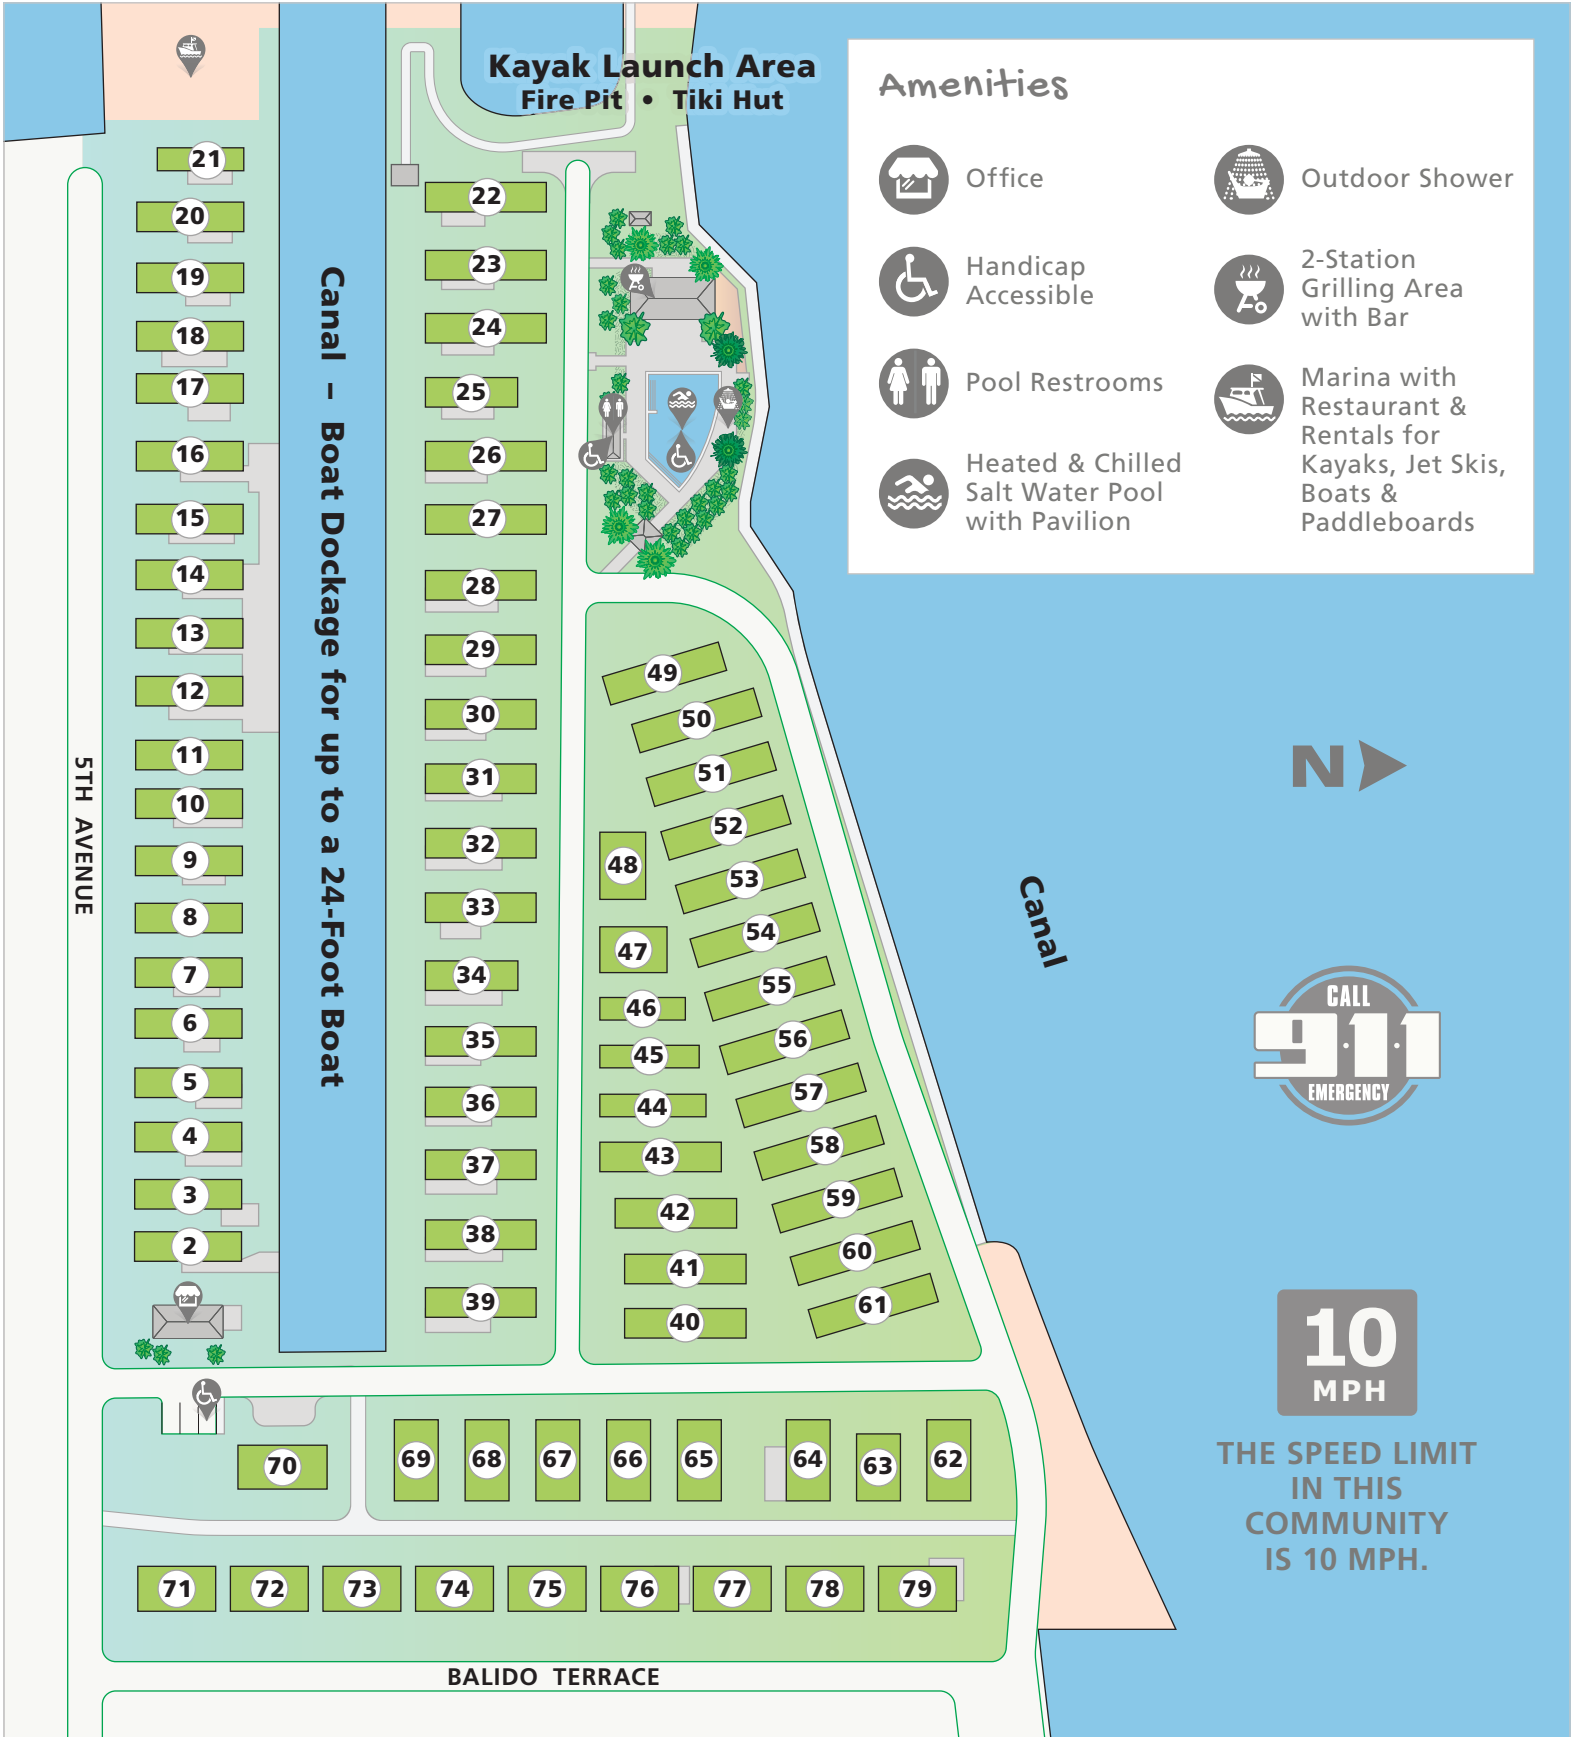 Kayak Launch Area
Fire Pit • Tiki Hut
Amenities
Office
Handicap
Accessible
Pool Restrooms
Heated & Chilled
Salt Water Pool
with Pavilion
Outdoor Shower
2-Station
Grilling Area
with Bar
Marina with
Restaurant &
Rentals for
Kayaks, Jet Skis,
Boats &
Paddleboards
21
20
19
18
17
16
15
14
13
12
11
10
9
8
7
6
5
4
3
2
5TH AVENUE
Canal – Boat Dockage for up to a 24-Foot Boat
22
23
24
25
26
27
28
29
30
31
32
33
34
35
36
37
38
39
49
50
51
52
53
54
55
56
57
58
59
60
61
48
47
46
45
44
43
42
41
40
Canal
N
CALL
9·1·1
EMERGENCY
10
MPH
THE SPEED LIMIT
IN THIS
COMMUNITY
IS 10 MPH.
70
69
68
67
66
65
64
63
62
71
72
73
74
75
76
77
78
79
BALIDO TERRACE